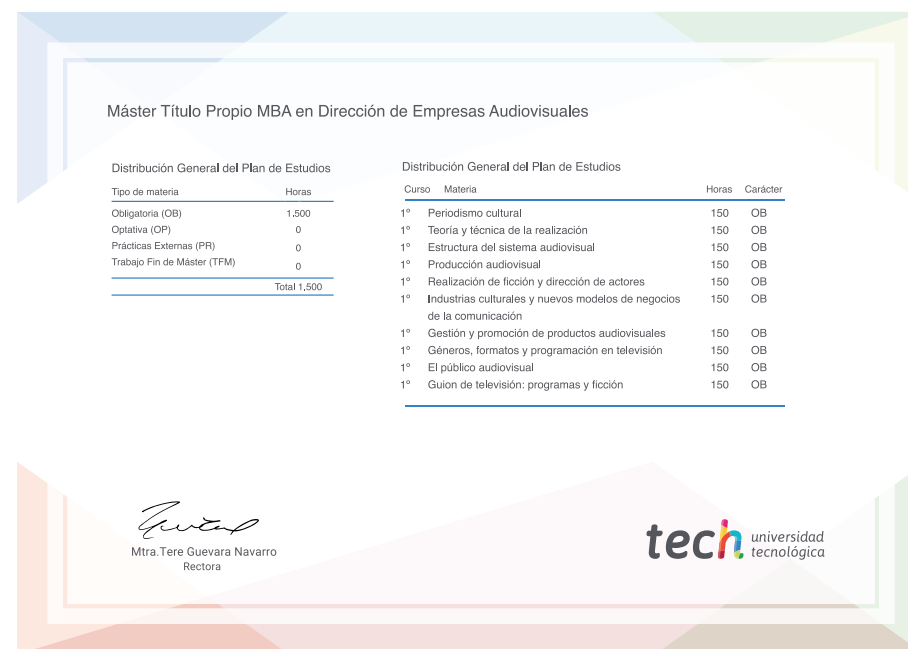 Máster Título Propio MBA en Dirección de Empresas Audiovisuales
Distribución General del Plan de Estudios
Tipo de materia Horas
Obligatoria (OB) 1.500
Optativa (OP) 0
Prácticas Externas (PR) 0
Trabajo Fin de Máster (TFM) 0
Total 1,500
Distribución General del Plan de Estudios
Curso Materia Horas Carácter
1º Periodismo cultural 150 OB
1º Teoría y técnica de la realización 150 OB
1º Estructura del sistema audiovisual 150 OB
1º Producción audiovisual 150 OB
1º Realización de ficción y dirección de actores 150 OB
1º Industrias culturales y nuevos modelos de negocios 150 OB
de la comunicación
1º Gestión y promoción de productos audiovisuales 150 OB
1º Géneros, formatos y programación en televisión 150 OB
1º El público audiovisual 150 OB
1º Guion de televisión: programas y ficción 150 OB
Mtra.Tere Guevara Navarro
Rectora
tech universidad
tecnológica